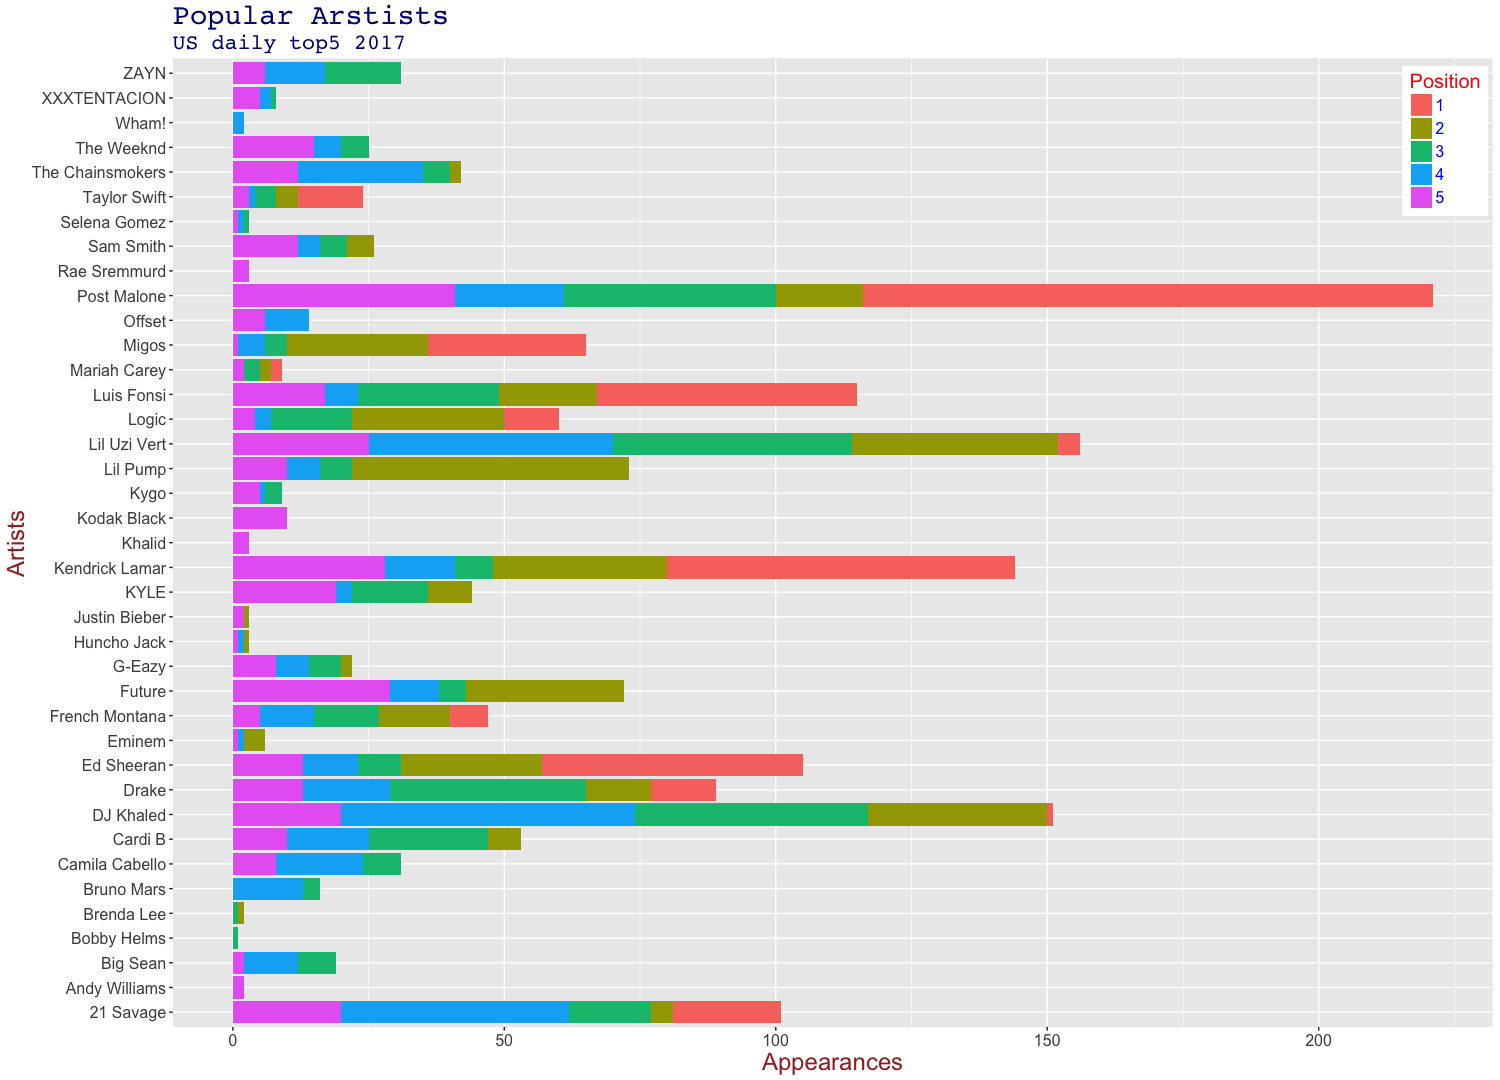 Popular Arstists
US daily top5 2017
ZAYN
XXXTENTACION
Wham!
The Weeknd
The Chainsmokers
Taylor Swift
Selena Gomez
Sam Smith
Rae Sremmurd
Post Malone
Offset
Migos
Mariah Carey
Luis Fonsi
Logic
Lil Uzi Vert
Lil Pump
Kygo
Kodak Black
Khalid
Kendrick Lamar
KYLE
Justin Bieber
Huncho Jack
G-Eazy
Future
French Montana
Eminem
Ed Sheeran
Drake
DJ Khaled
Cardi B
Camila Cabello
Bruno Mars
Brenda Lee
Bobby Helms
Big Sean
Andy Williams
21 Savage
Artists
0 50 100 150 200
Appearances
Position
1
2
3
4
5